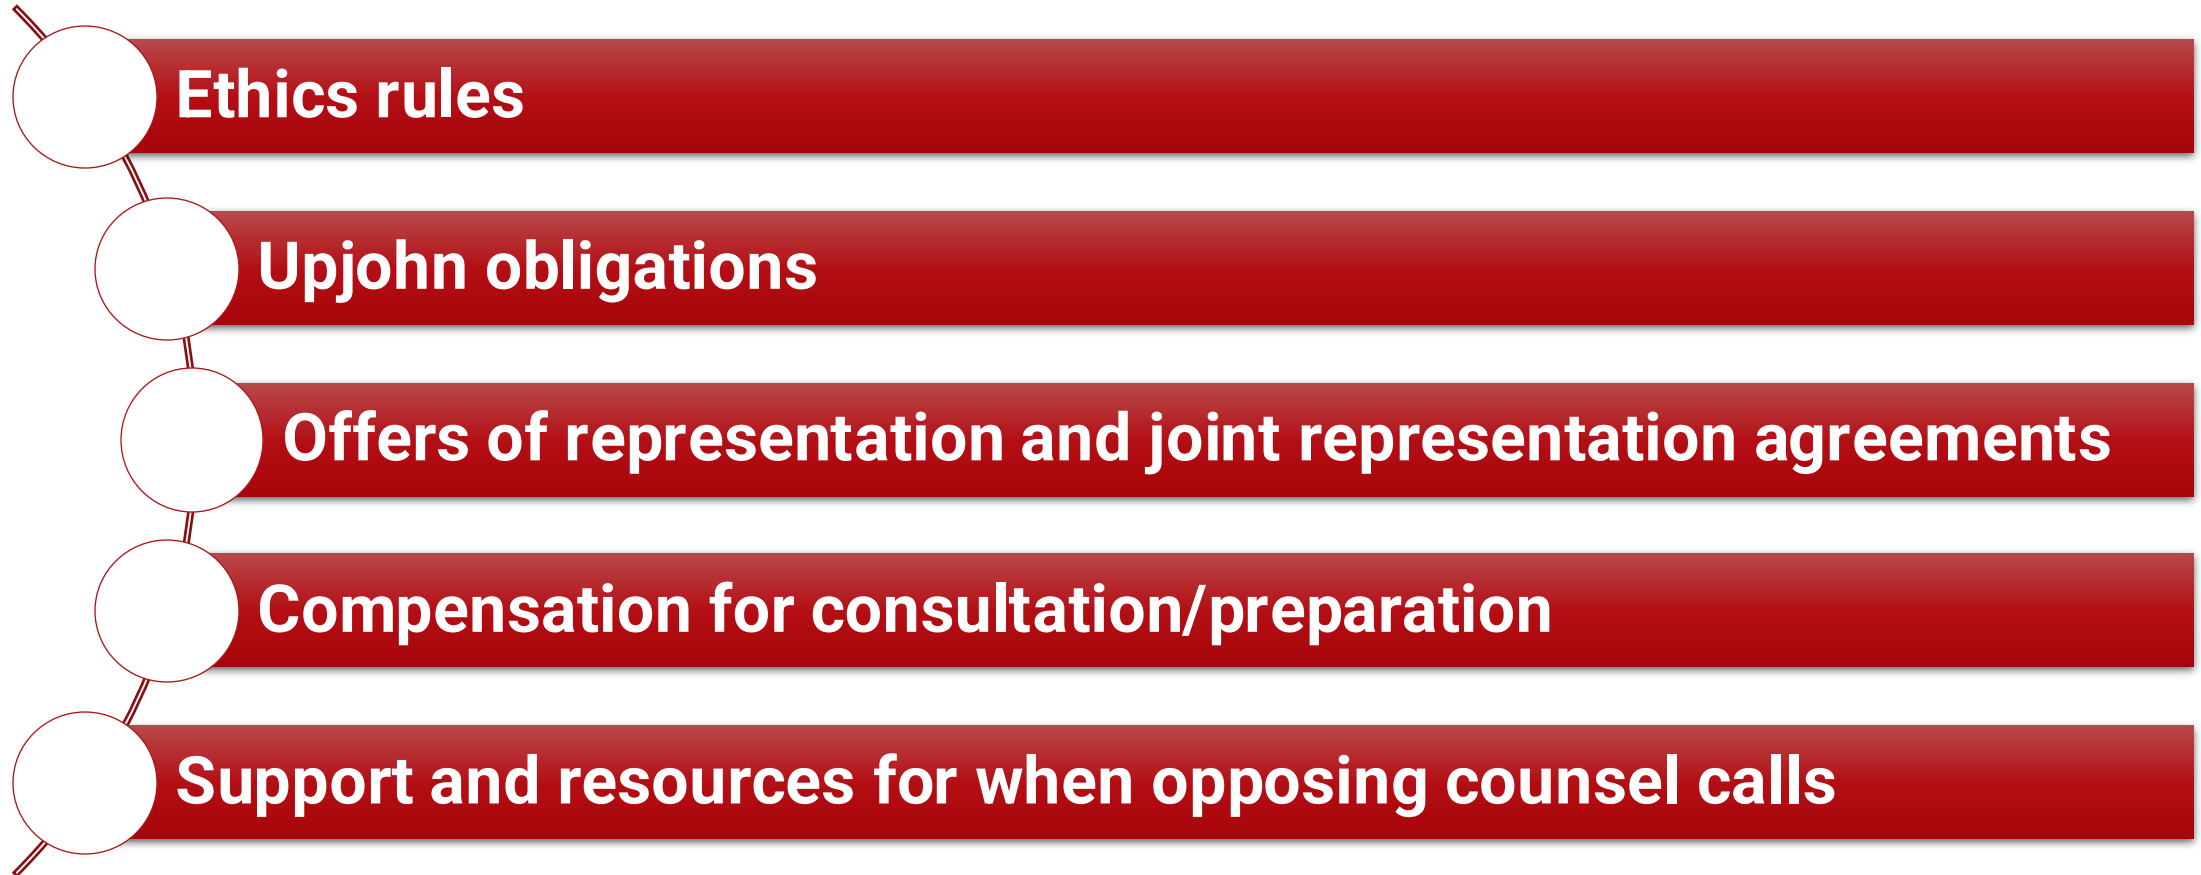 Ethics rules
Upjohn obligations
Offers of representation and joint representation agreements
Compensation for consultation/preparation
Support and resources for when opposing counsel calls